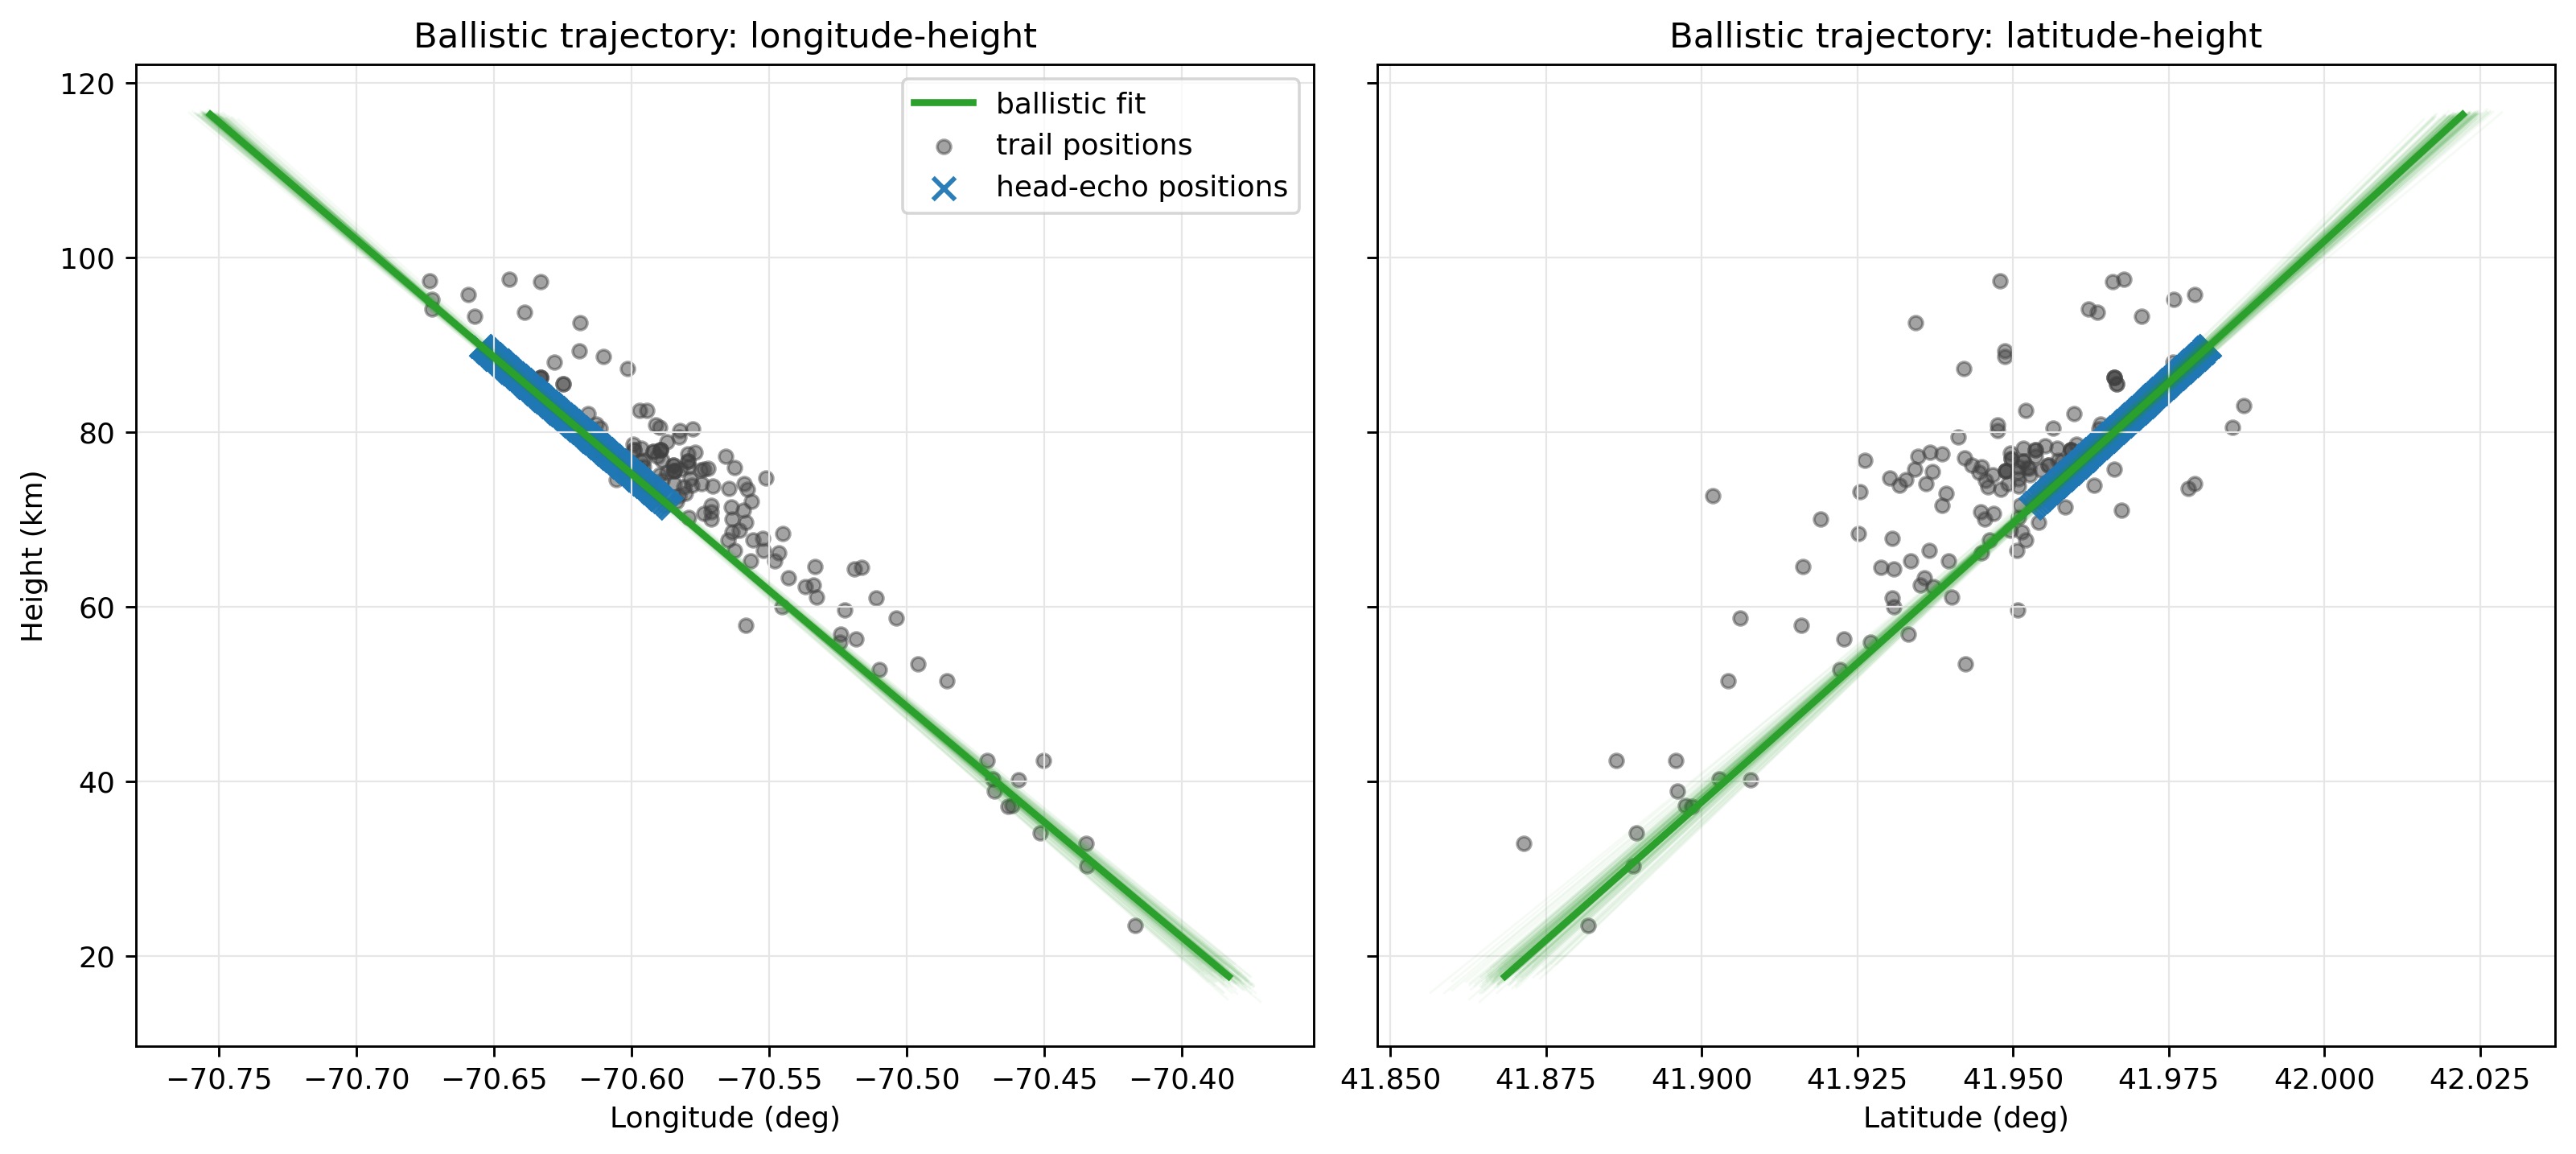 Ballistic trajectory: longitude-height
Ballistic trajectory: latitude-height
ballistic fit
trail positions
head-echo positions
120
100
80
60
40
20
Height (km)
−70.75 −70.70 −70.65 −70.60 −70.55 −70.50 −70.45 −70.40
41.850 41.875 41.900 41.925 41.950 41.975 42.000 42.025
Longitude (deg)
Latitude (deg)